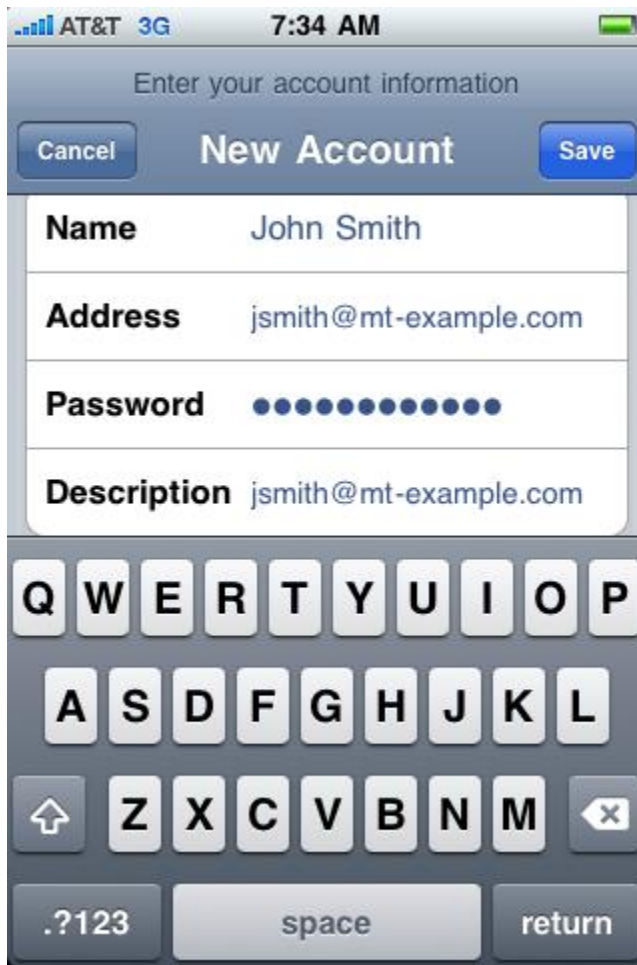 AT&T 3G 7:34 AM
Enter your account information
Cancel New Account Save
Name John Smith
Address jsmith@mt-example.com
Password ●●●●●●●●●●●●
Description jsmith@mt-example.com
Q W E R T Y U I O P
A S D F G H J K L
Z X C V B N M
.?123 space return